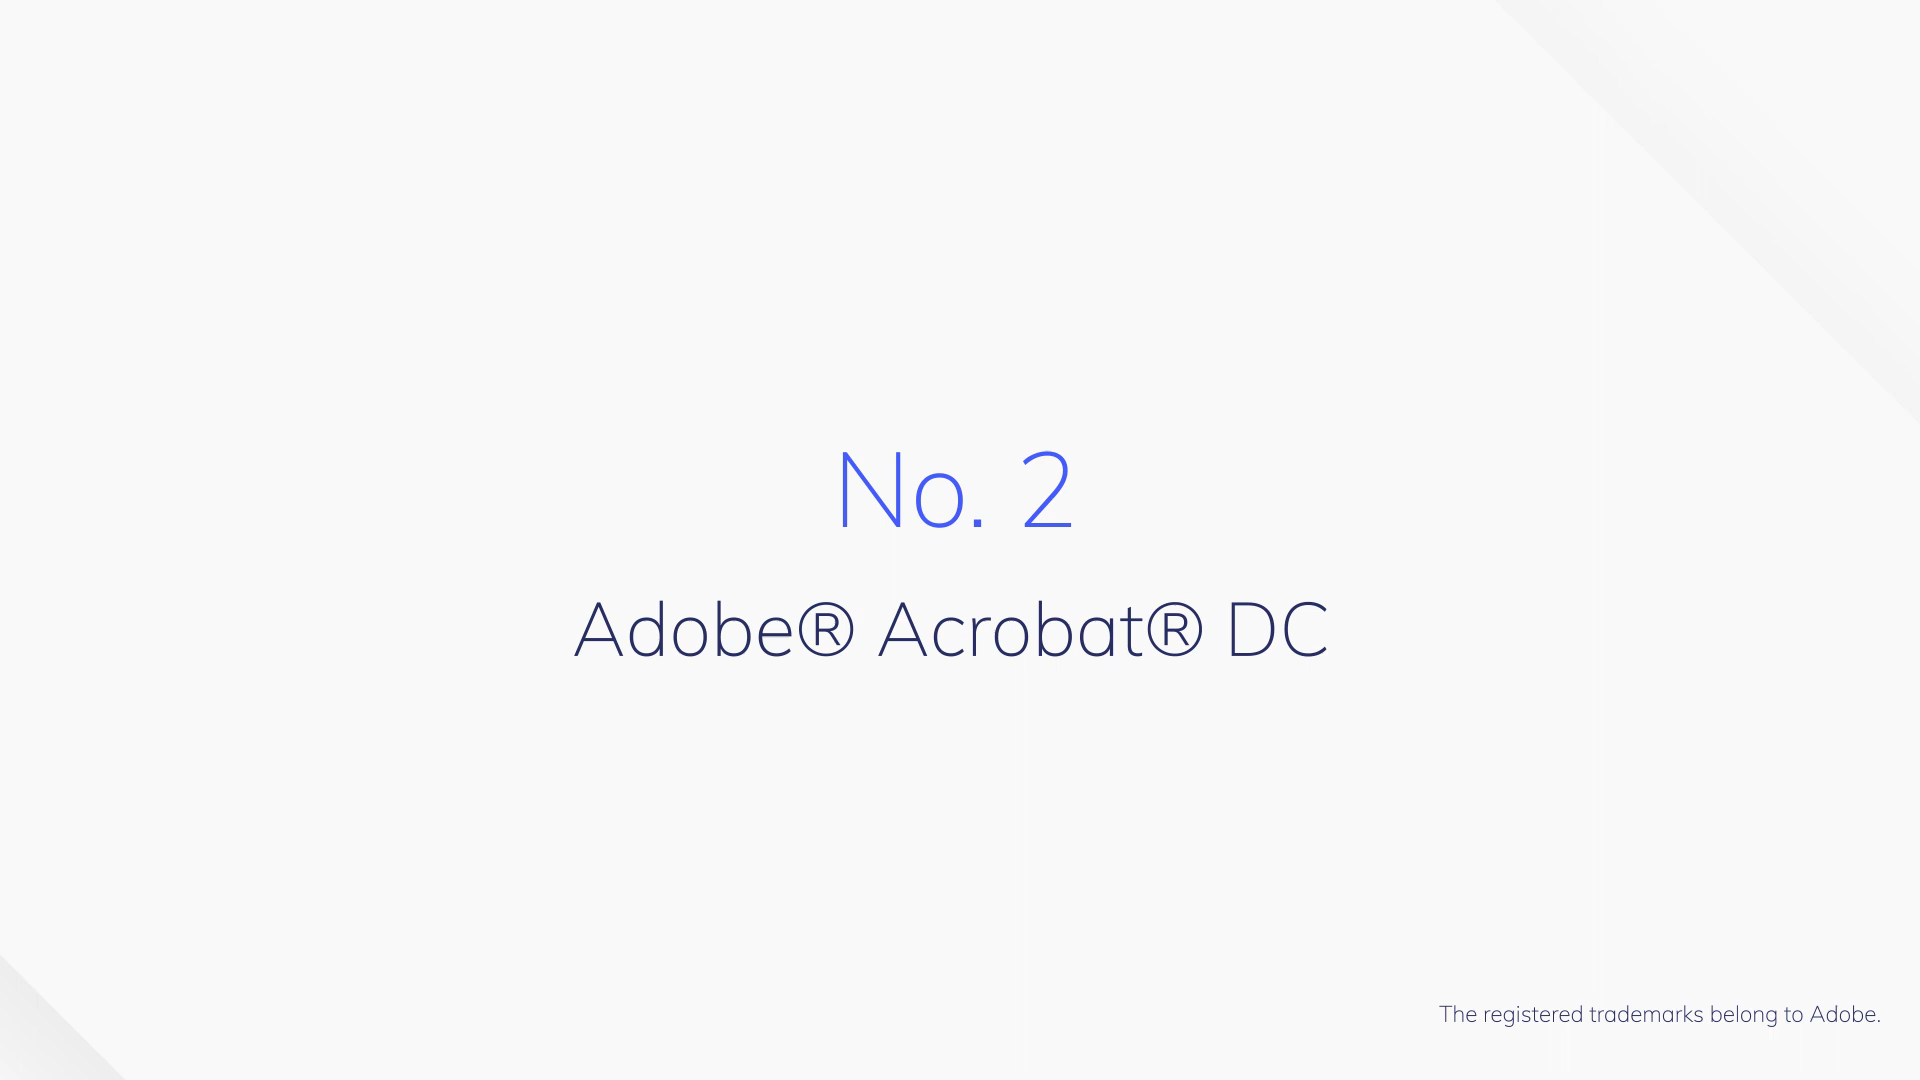 No. 2
Adobe® Acrobat® DC
The registered trademarks belong to Adobe.